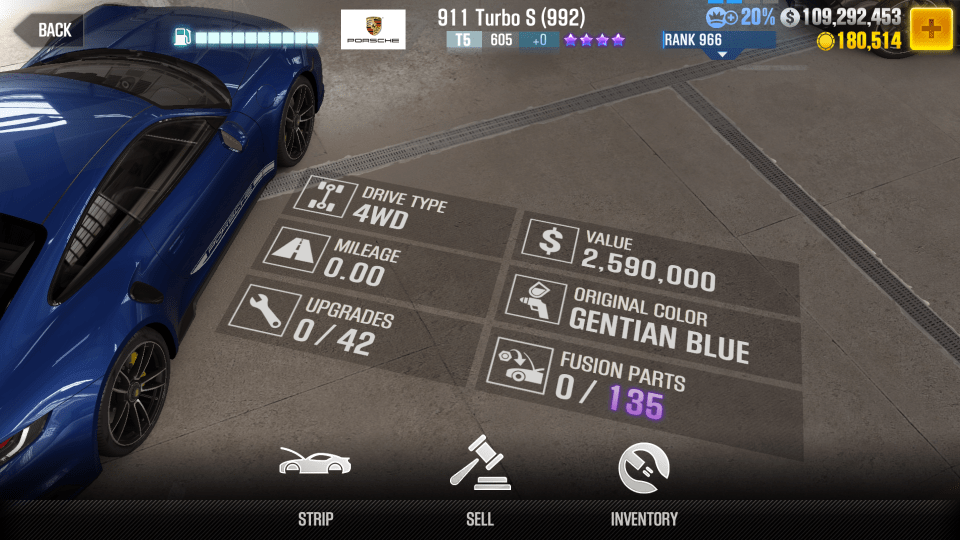 BACK
PORSCHE
911 Turbo S (992)
T5 605 +0
20% $ 109,292,453
RANK 966
180,514
DRIVE TYPE
4WD
MILEAGE
0.00
UPGRADES
0 / 42
$ VALUE
2,590,000
ORIGINAL COLOR
GENTIAN BLUE
FUSION PARTS
0 / 135
PORSCHE
STRIP
SELL
INVENTORY